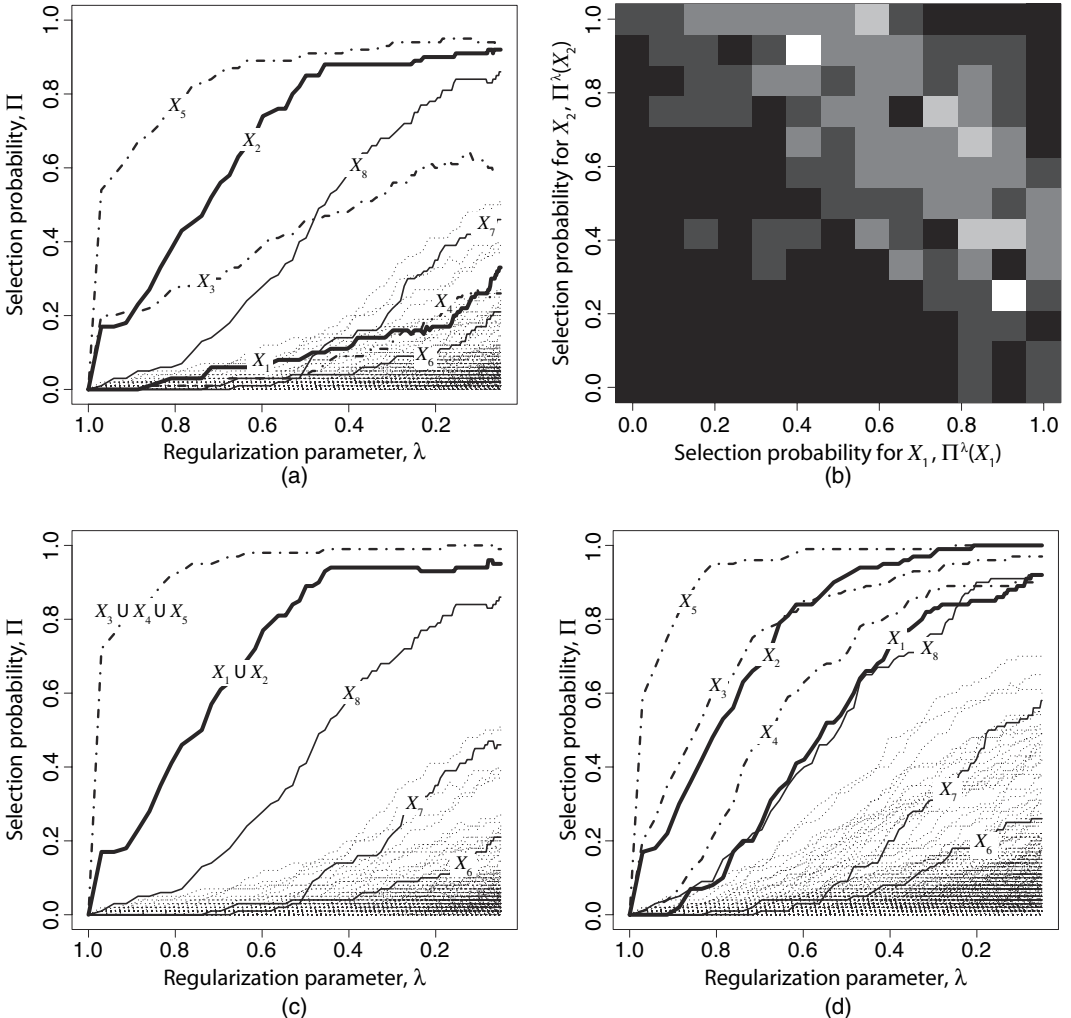 Selection probability, Π
0.0 0.2 0.4 0.6 0.8 1.0
X₅
X₂
X₈
X₃
X₇
X₄
X₁
X₆
1.0 0.8 0.6 0.4 0.2
Regularization parameter, λ
(a)
Selection probability for X₂, Π^λ(X₂)
0.0 0.2 0.4 0.6 0.8 1.0
0.0 0.2 0.4 0.6 0.8 1.0
Selection probability for X₁, Π^λ(X₁)
(b)
Selection probability, Π
0.0 0.2 0.4 0.6 0.8 1.0
X₃ ∪ X₄ ∪ X₅
X₁ ∪ X₂
X₈
X₇
X₆
1.0 0.8 0.6 0.4 0.2
Regularization parameter, λ
(c)
Selection probability, Π
0.0 0.2 0.4 0.6 0.8 1.0
X₅
X₁
X₂
X₈
X₃
X₄
X₇
X₆
1.0 0.8 0.6 0.4 0.2
Regularization parameter, λ
(d)